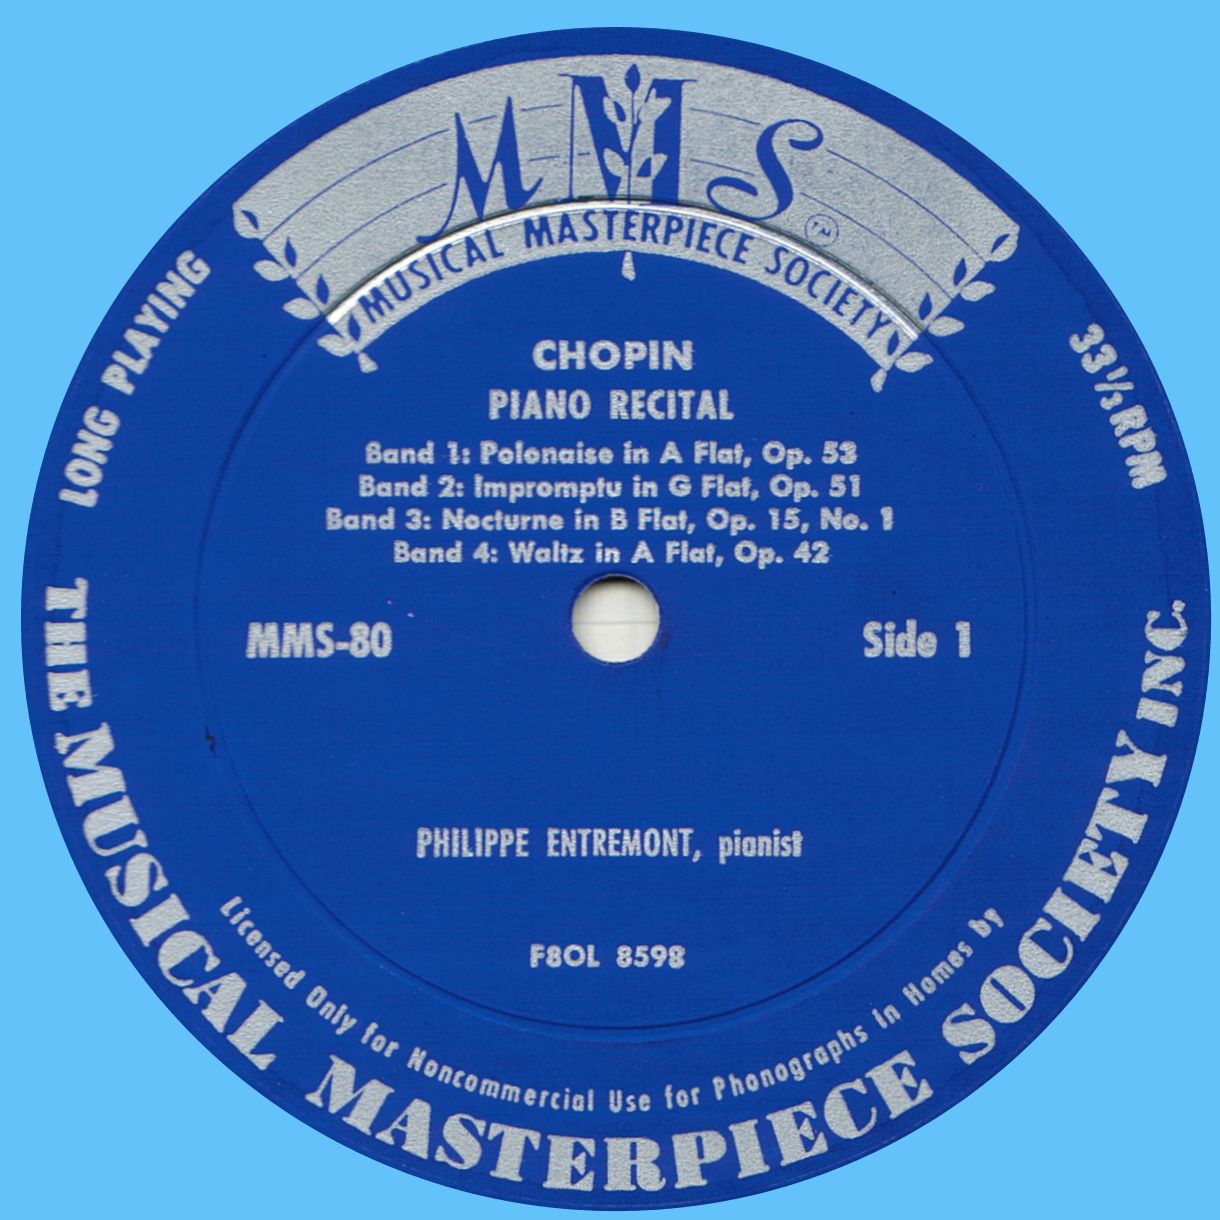 MMS
TM
MUSICAL MASTERPIECE SOCIETY
LONG PLAYING
33⅓ RPM
CHOPIN
PIANO RECITAL
Band 1: Polonaise in A Flat, Op. 53
Band 2: Impromptu in G Flat, Op. 51
Band 3: Nocturne in B Flat, Op. 15, No. 1
Band 4: Waltz in A Flat, Op. 42
MMS-80
Side 1
PHILIPPE ENTREMONT, pianist
F8OL 8598
Licensed Only for Noncommercial Use for Phonographs in Homes by
THE MUSICAL MASTERPIECE SOCIETY INC.